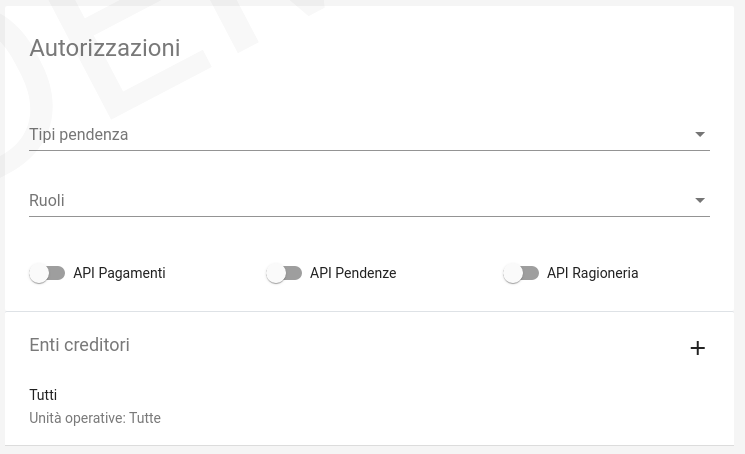 Autorizzazioni
Tipi pendenza
Ruoli
API Pagamenti
API Pendenze
API Ragioneria
Enti creditori
Tutti
Unità operative: Tutte